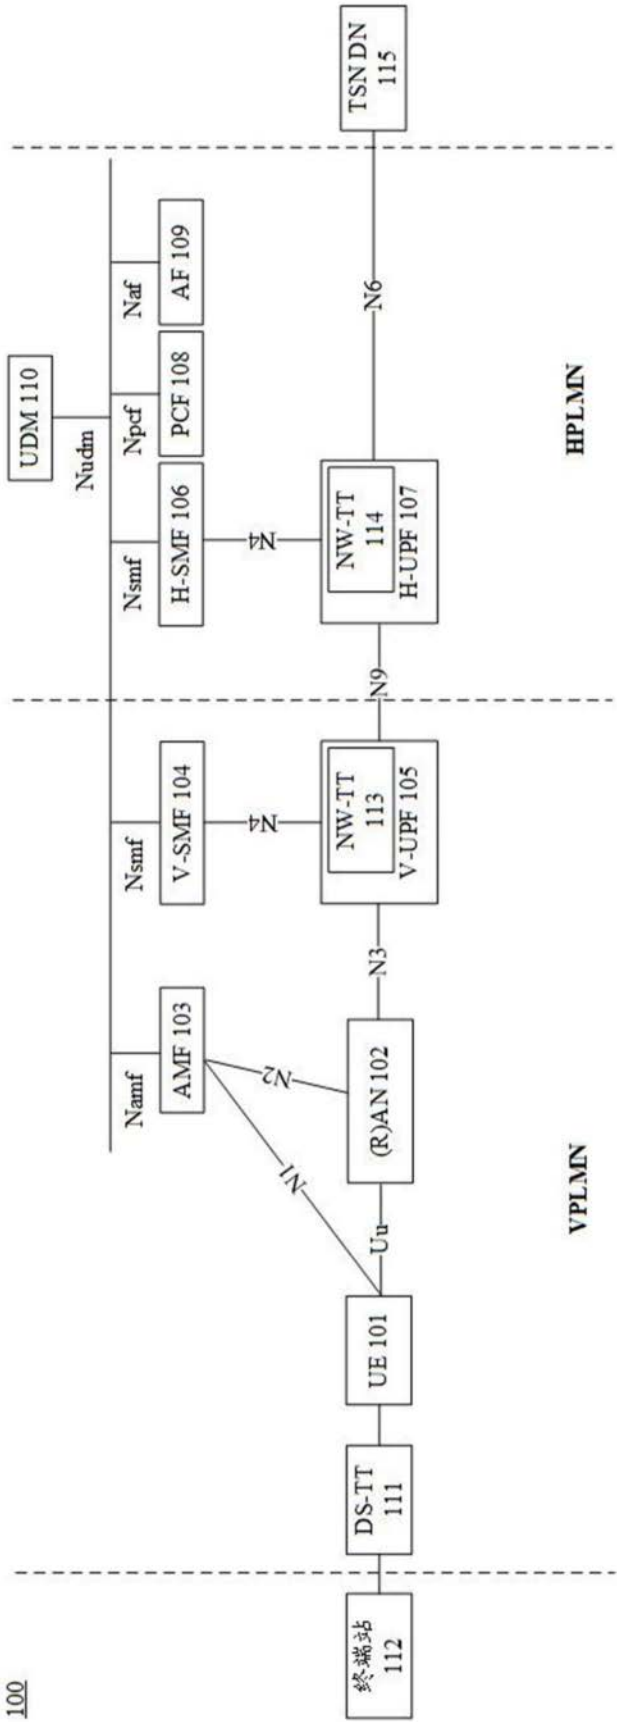 100
UDM 110
Nudm
Namf
Nsmf
Nsmf
Npcf
Naf
AMF 103
V-SMF 104
H-SMF 106
PCF 108
AF 109
N1
N2
N4
N4
终端站
112
DS-TT
111
UE 101
Uu
(R)AN 102
N3
NW-TT
113
V-UPF 105
N9
NW-TT
114
H-UPF 107
N6
TSN DN
115
VPLMN
HPLMN